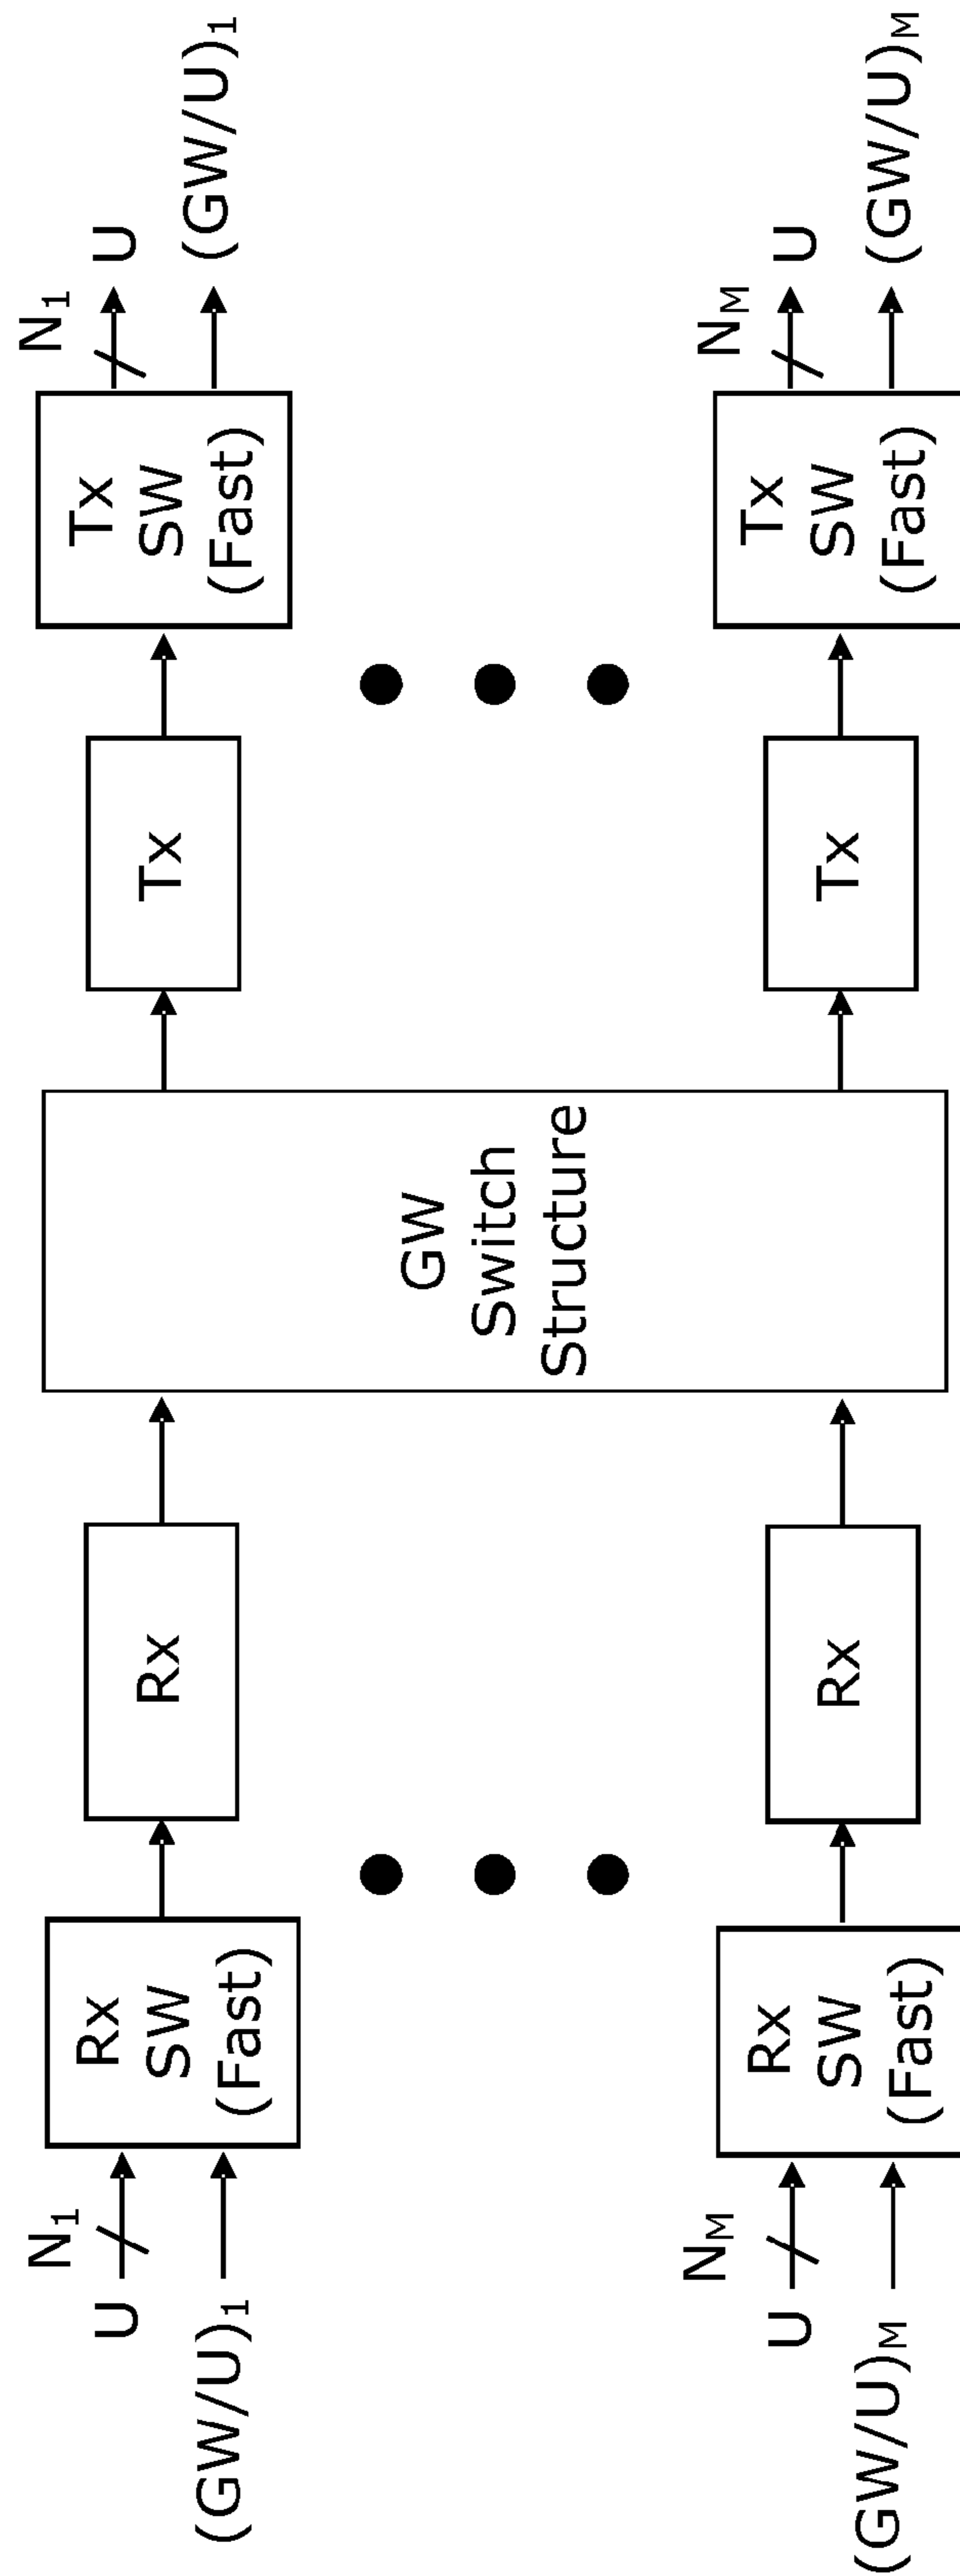 N1
U
(GW/U)1
Rx
SW
(Fast)
Rx
GW
Switch
Structure
Tx
Tx
SW
(Fast)
N1
U
(GW/U)1
NM
U
(GW/U)M
Rx
SW
(Fast)
Rx
Tx
Tx
SW
(Fast)
NM
U
(GW/U)M